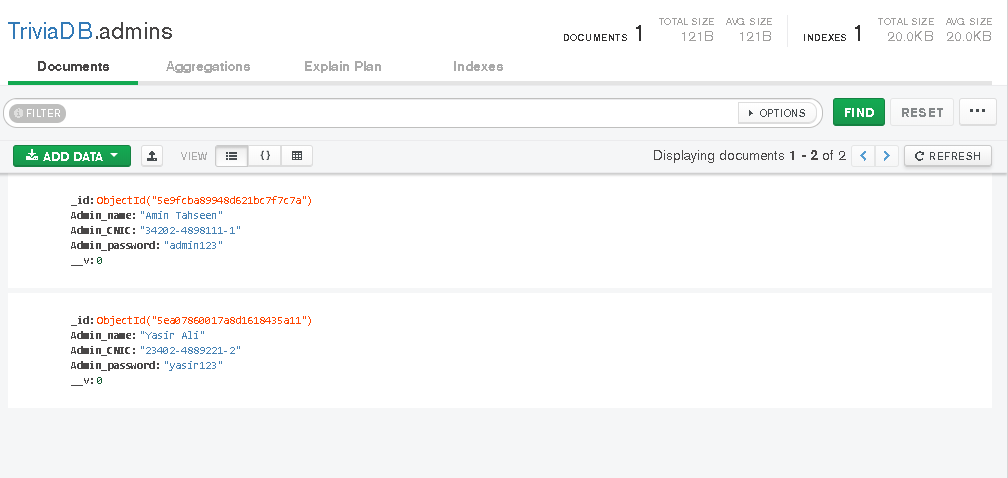 TriviaDB.admins
DOCUMENTS 1 TOTAL SIZE 121B AVG. SIZE 121B INDEXES 1 TOTAL SIZE 20.0KB AVG. SIZE 20.0KB
Documents Aggregations Explain Plan Indexes
FILTER OPTIONS FIND RESET ...
ADD DATA VIEW {} Displaying documents 1 - 2 of 2 < > REFRESH
_id:ObjectId("5e9fcba89948d621bc7f7c7a")
Admin_name:"Amin Tahseen"
Admin_CNIC:"34202-4898111-1"
Admin_password:"admin123"
__v:0
_id:ObjectId("5ea07860017a8d1618435a11")
Admin_name:"Yasir Ali"
Admin_CNIC:"23402-4889221-2"
Admin_password:"yasir123"
__v:0